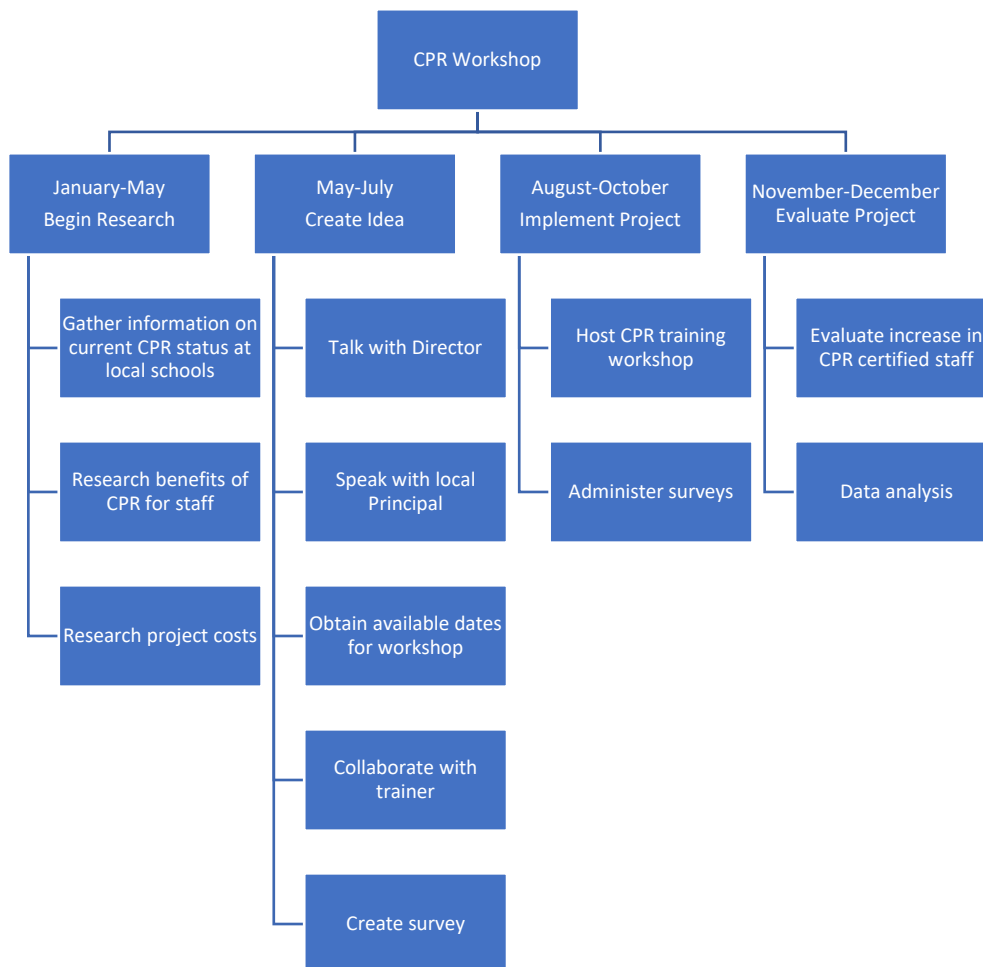 CPR Workshop
January-May
Begin Research
Gather information on
current CPR status at
local schools
Research benefits of
CPR for staff
Research project costs
May-July
Create Idea
Talk with Director
Speak with local
Principal
Obtain available dates
for workshop
Collaborate with
trainer
Create survey
August-October
Implement Project
Host CPR training
workshop
Administer surveys
November-December
Evaluate Project
Evaluate increase in
CPR certified staff
Data analysis